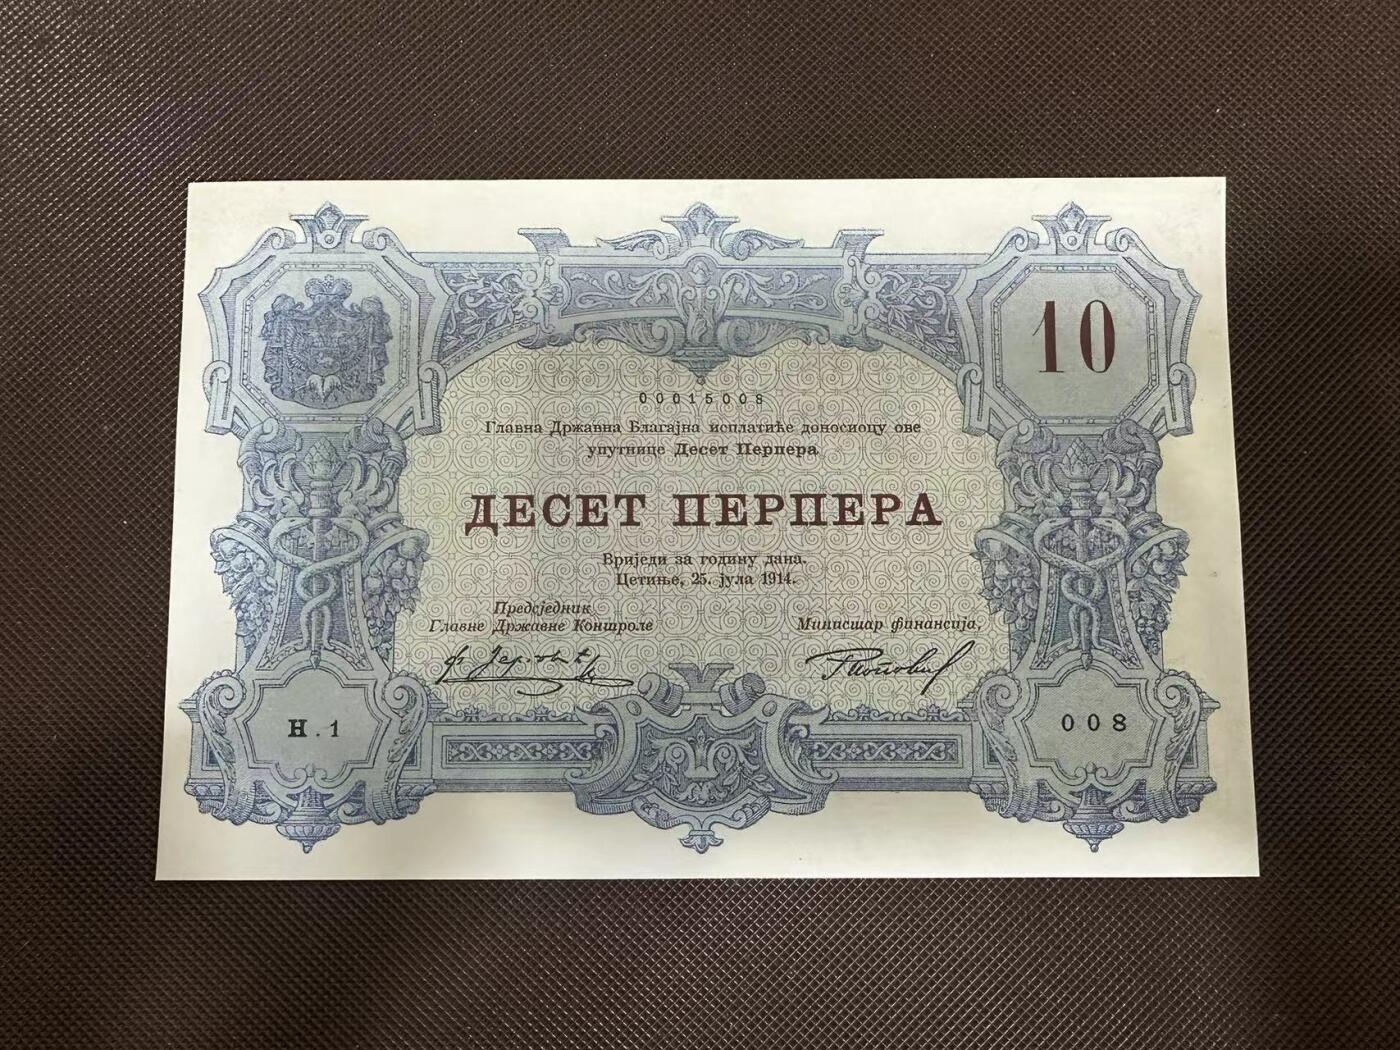 10
00015008
Главна Државна Благајна исплатиће доносиоцу ове
упутнице Десет Перпера
ДЕСЕТ ПЕРПЕРА
Вриједи за годину дана.
Цетиње, 25. јула 1914.
Предсједник
Главне Државне Контроле
Министар финансија,
Н. 1
008